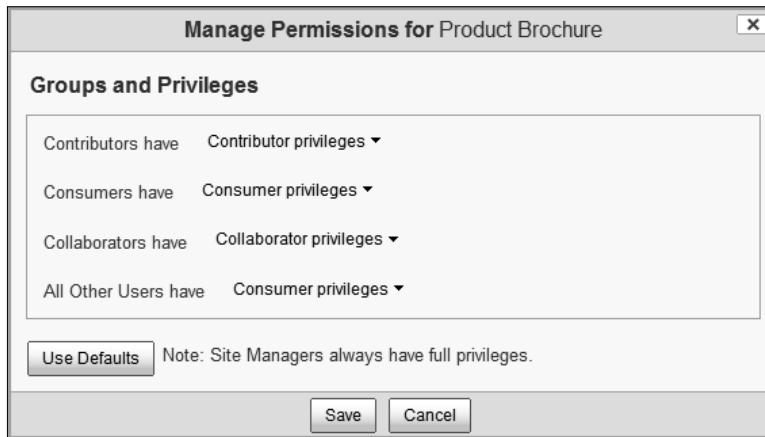 Manage Permissions for Product Brochure
Groups and Privileges
Contributors have Contributor privileges
Consumers have Consumer privileges
Collaborators have Collaborator privileges
All Other Users have Consumer privileges
Use Defaults Note: Site Managers always have full privileges.
Save Cancel